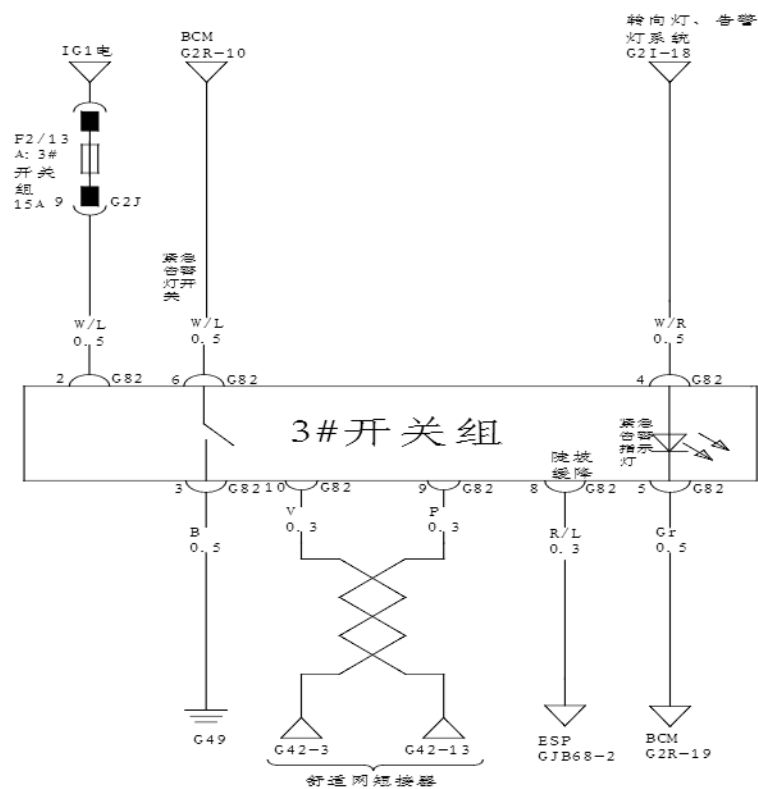 IG1电
BCM
G2R-10
转向灯、告警
灯系统
G2I-18
F2/13
A: 3#
开关
组
15A 9
G2J
紧急
告警
灯开
关
W/L
0.5
W/L
0.5
W/R
0.5
2 G82
6 G82
4 G82
3#开关组
紧急
告警
指示
灯
陡坡
缓降
3 G82
10 G82
9 G82
8 G82
5 G82
B
0.5
V
0.3
P
0.3
R/L
0.3
Gr
0.5
G49
G42-3
G42-13
ESP
GJB68-2
BCM
G2R-19
舒适网短接器